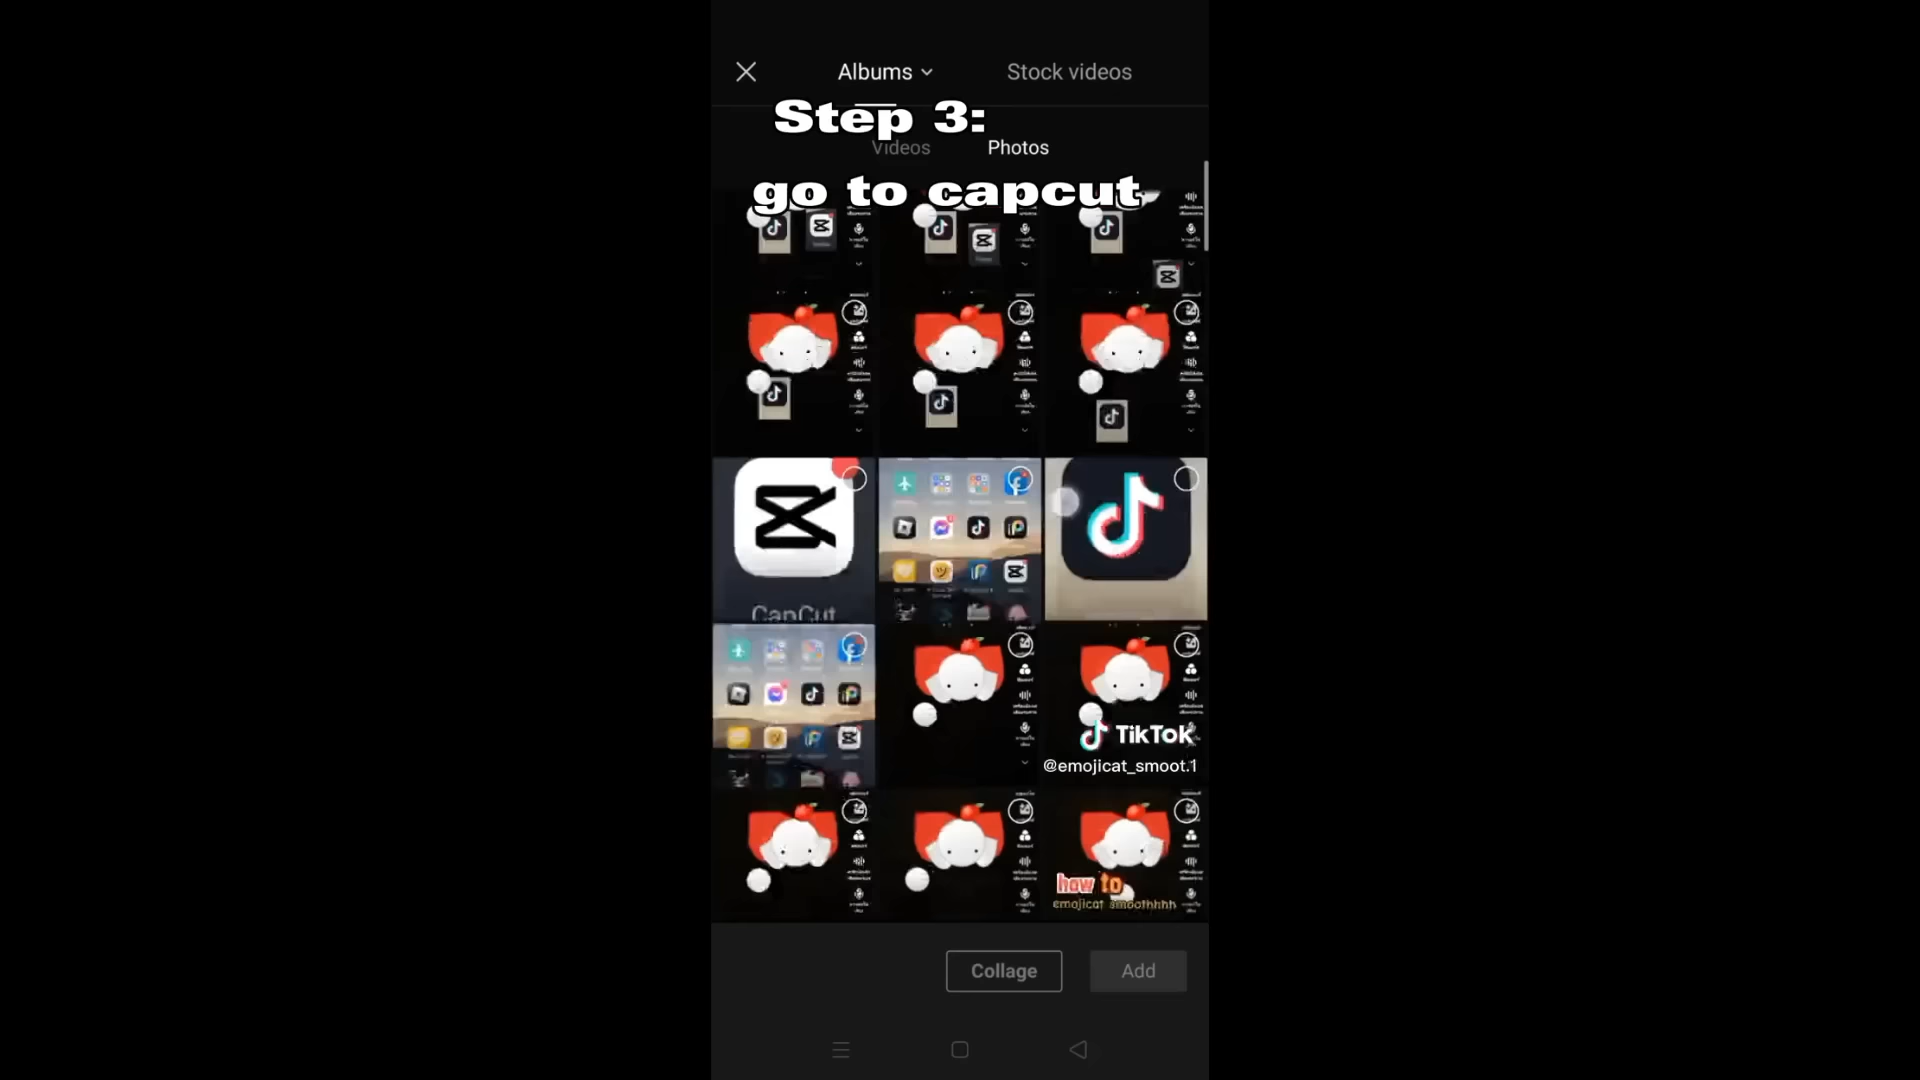 Albums
Stock videos
Step 3:
Videos
Photos
go to capcut
CapCut
TikTok
@emojicat_smoot.1
how to
emojicat smoothhhh
Collage
Add